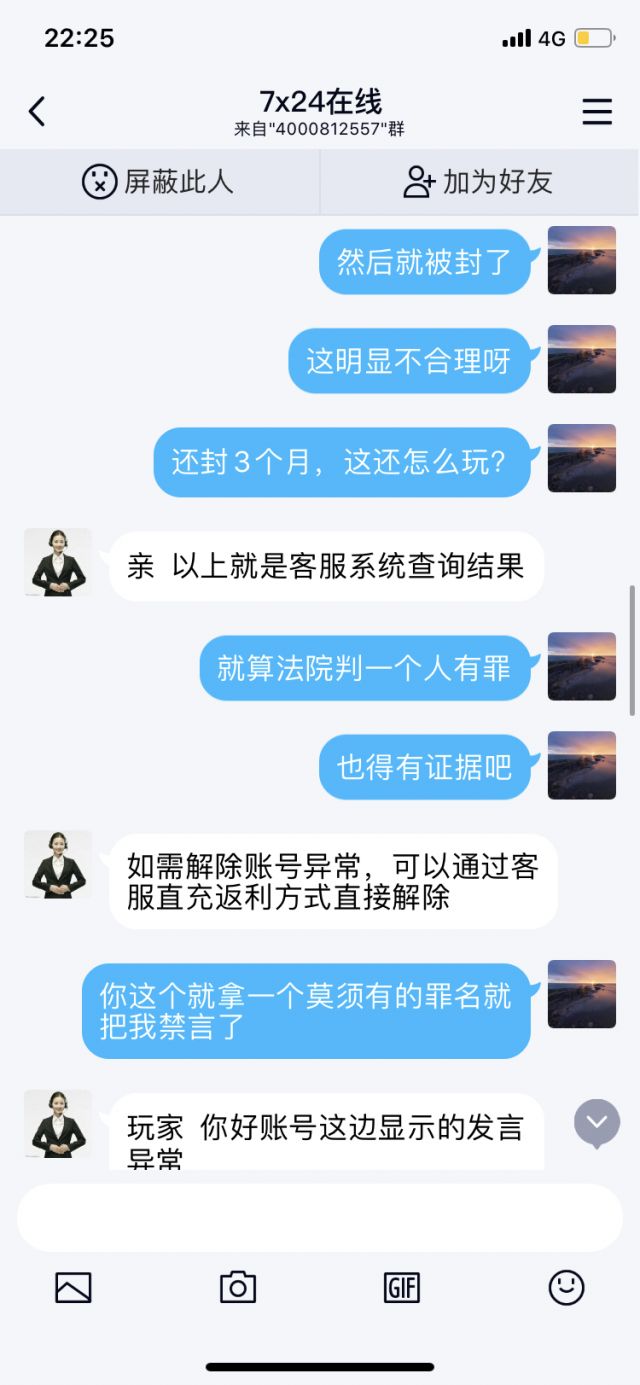 22:25
4G
7x24在线
来自"4000812557"群
屏蔽此人
加为好友
然后就被封了
这明显不合理呀
还封3个月，这还怎么玩?
亲 以上就是客服系统查询结果
就算法院判一个人有罪
也得有证据吧
如需解除账号异常，可以通过客
服直充返利方式直接解除
你这个就拿一个莫须有的罪名就
把我禁言了
玩家 你好账号这边显示的发言
异常
GIF